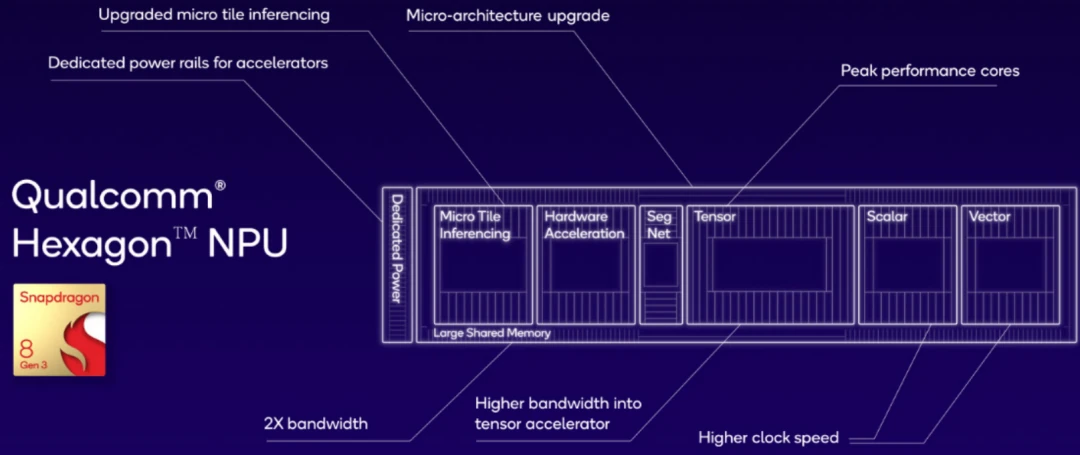 Upgraded micro tile inferencing
Micro-architecture upgrade
Dedicated power rails for accelerators
Peak performance cores
Qualcomm®
Hexagon™ NPU
Snapdragon
8
Gen 3
Dedicated Power
Micro Tile
Inferencing
Hardware
Acceleration
Seg
Net
Tensor
Scalar
Vector
Large Shared Memory
2X bandwidth
Higher bandwidth into
tensor accelerator
Higher clock speed